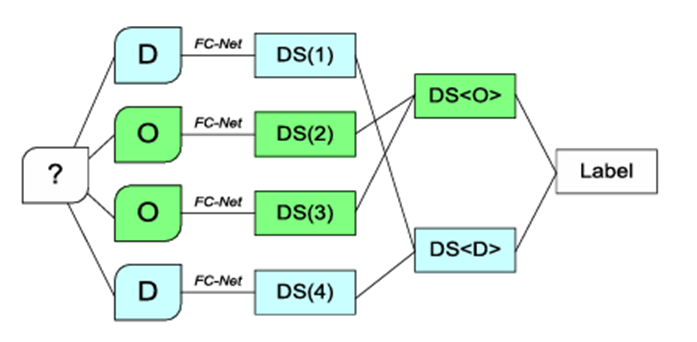 D
FC-Net
DS(1)
O
FC-Net
DS(2)
DS<O>
?
Label
O
FC-Net
DS(3)
DS<D>
D
FC-Net
DS(4)